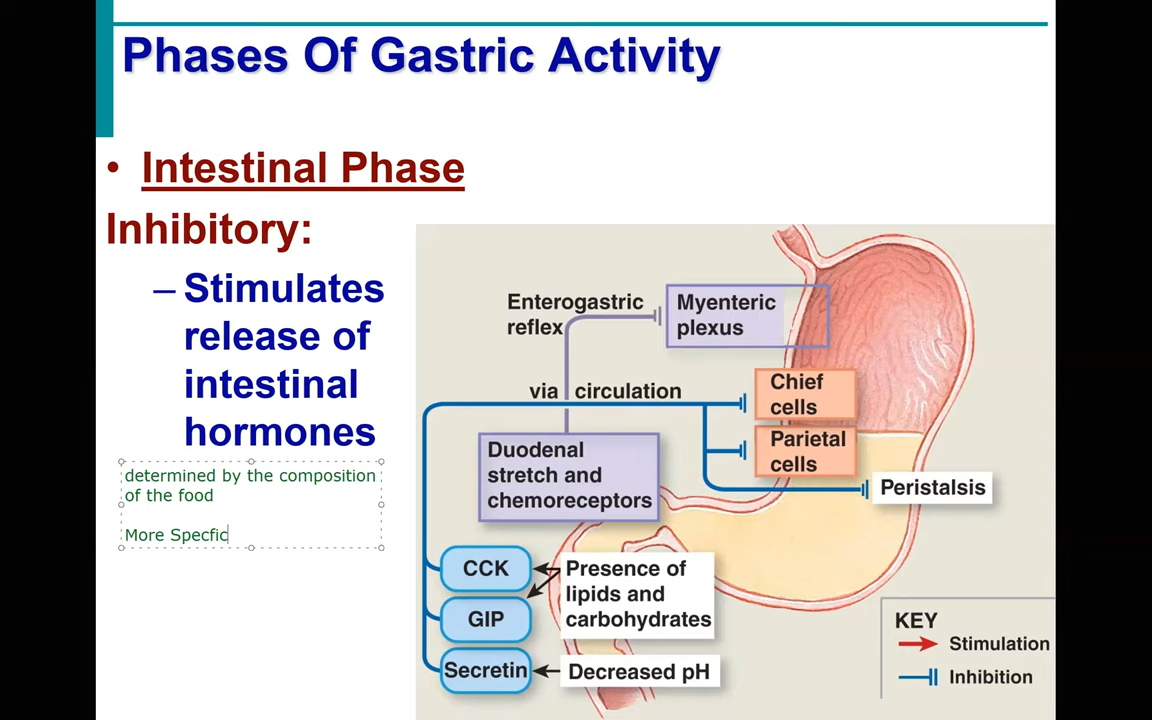 Phases Of Gastric Activity
• Intestinal Phase
Inhibitory:
– Stimulates
release of
intestinal
hormones
determined by the composition
of the food
More Specfic
Enterogastric
reflex
Myenteric
plexus
via circulation
Chief
cells
Parietal
cells
Peristalsis
Duodenal
stretch and
chemoreceptors
CCK
GIP
Secretin
Presence of
lipids and
carbohydrates
Decreased pH
KEY
Stimulation
Inhibition